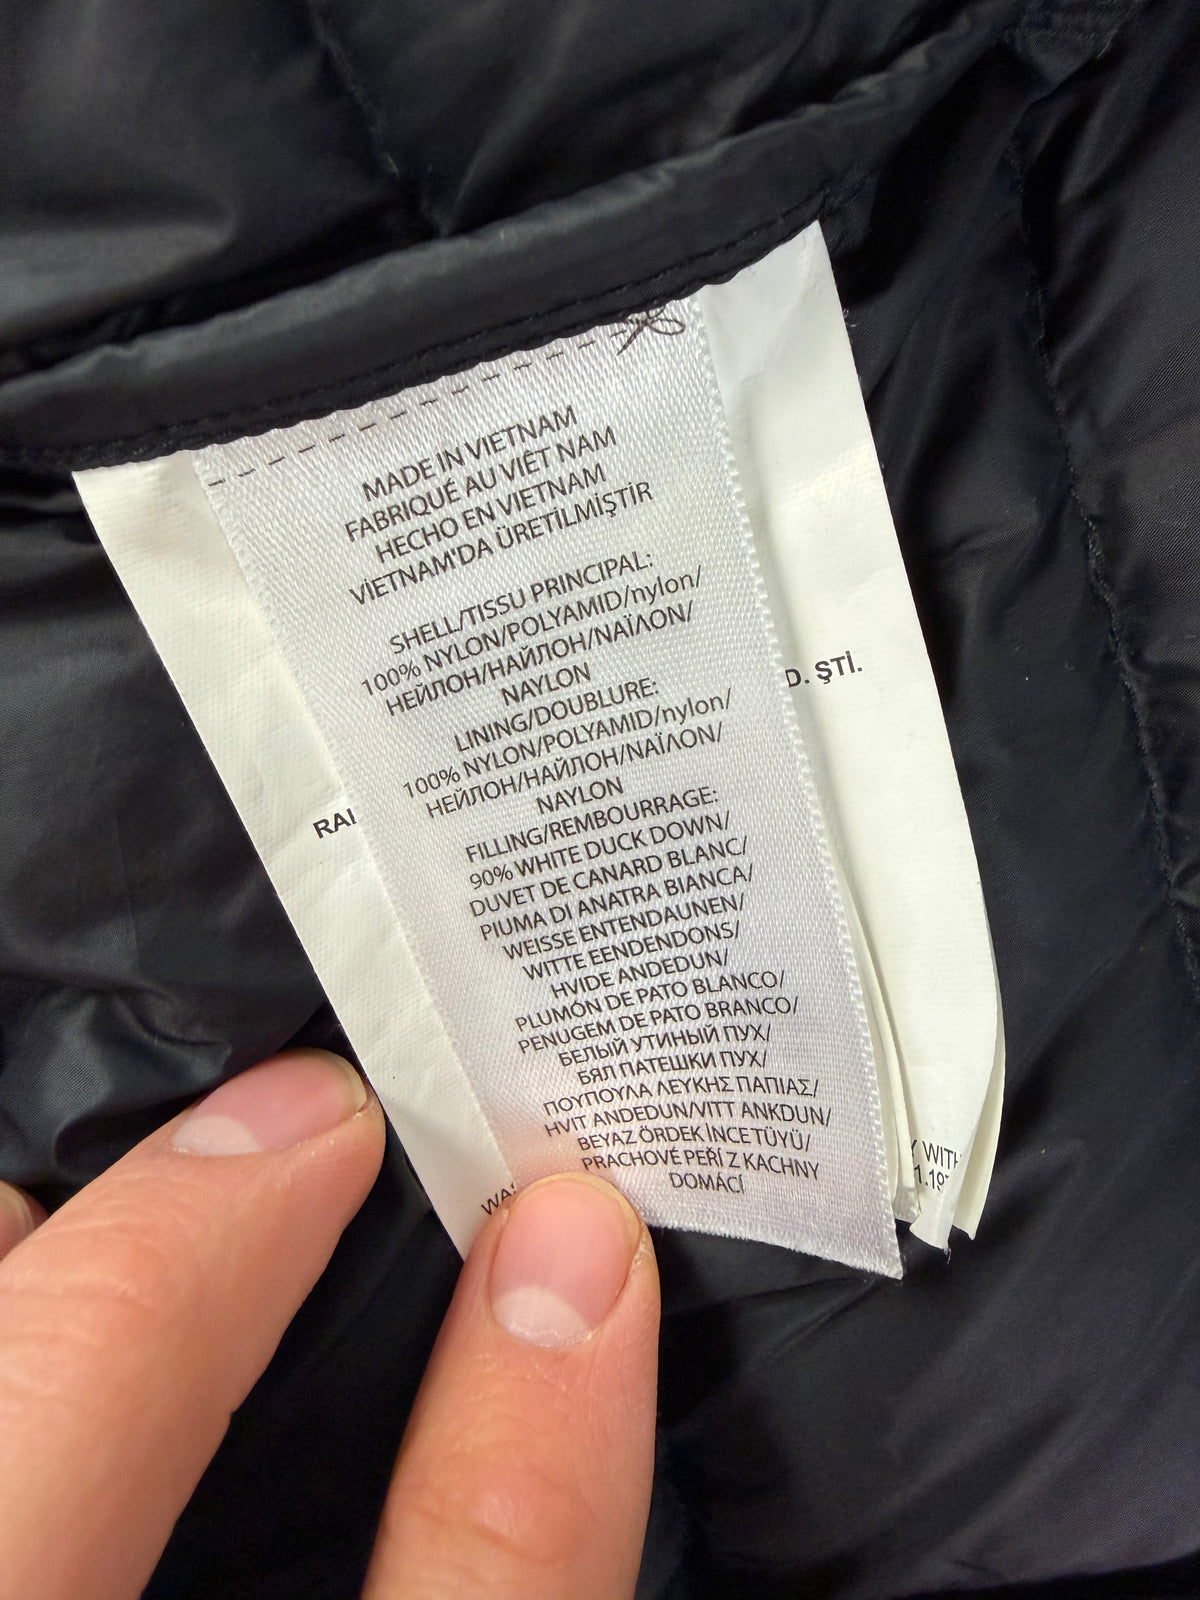 MADE IN VIETNAM
FABRIQUÉ AU VIÊT NAM
HECHO EN VIETNAM
VİETNAM'DA ÜRETİLMİŞTİR
SHELL/TISSU PRINCIPAL:
100% NYLON/POLYAMID/nylon/
НЕЙЛОН/НАЙЛОН/ΝΑΪΛΟΝ/
NAYLON
LINING/DOUBLURE:
100% NYLON/POLYAMID/nylon/
НЕЙЛОН/НАЙЛОН/ΝΑΪΛΟΝ/
NAYLON
FILLING/REMBOURRAGE:
90% WHITE DUCK DOWN/
DUVET DE CANARD BLANC/
PIUMA DI ANATRA BIANCA/
WEISSE ENTENDAUNEN/
WITTE EENDENDONS/
HVIDE ANDEDUN/
PLUMÓN DE PATO BLANCO/
PENUGEM DE PATO BRANCO/
БЕЛЫЙ УТИНЫЙ ПУХ/
БЯЛ ПАТЕШКИ ПУХ/
ΠΟΥΠΟΥΛΑ ΛΕΥΚΗΣ ΠΑΠΙΑΣ/
HVIT ANDEDUN/VITT ANKDUN/
BEYAZ ÖRDEK İNCE TÜYÜ/
PRACHOVÉ PEŘÍ Z KACHNY
DOMÁCÍ
D. ŞTİ.